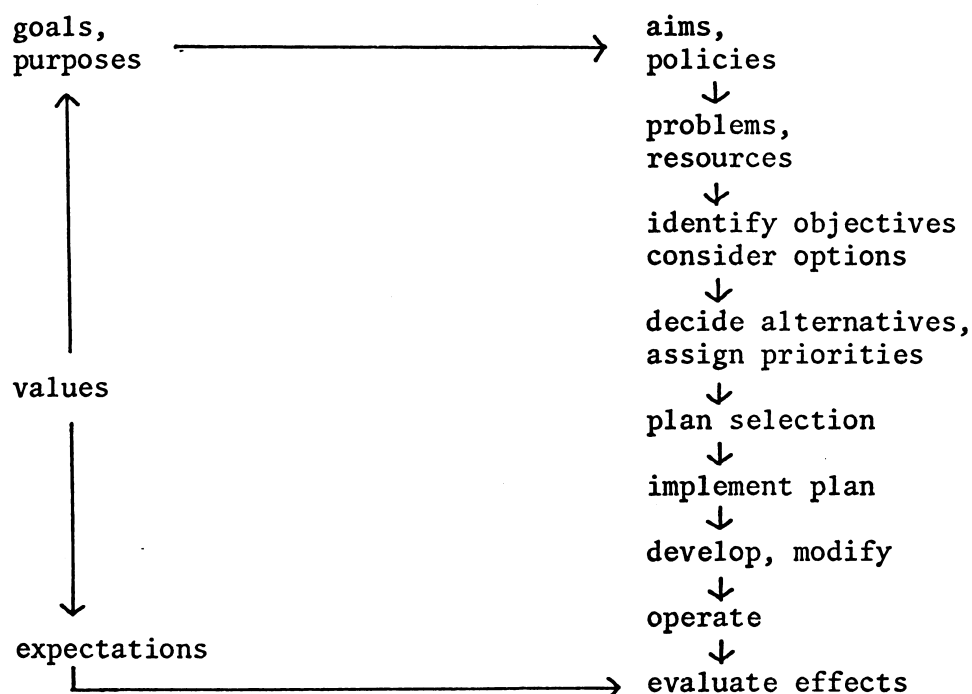 goals,
purposes
aims,
policies
problems,
resources
identify objectives
consider options
decide alternatives,
assign priorities
values
plan selection
implement plan
develop, modify
operate
expectations
evaluate effects